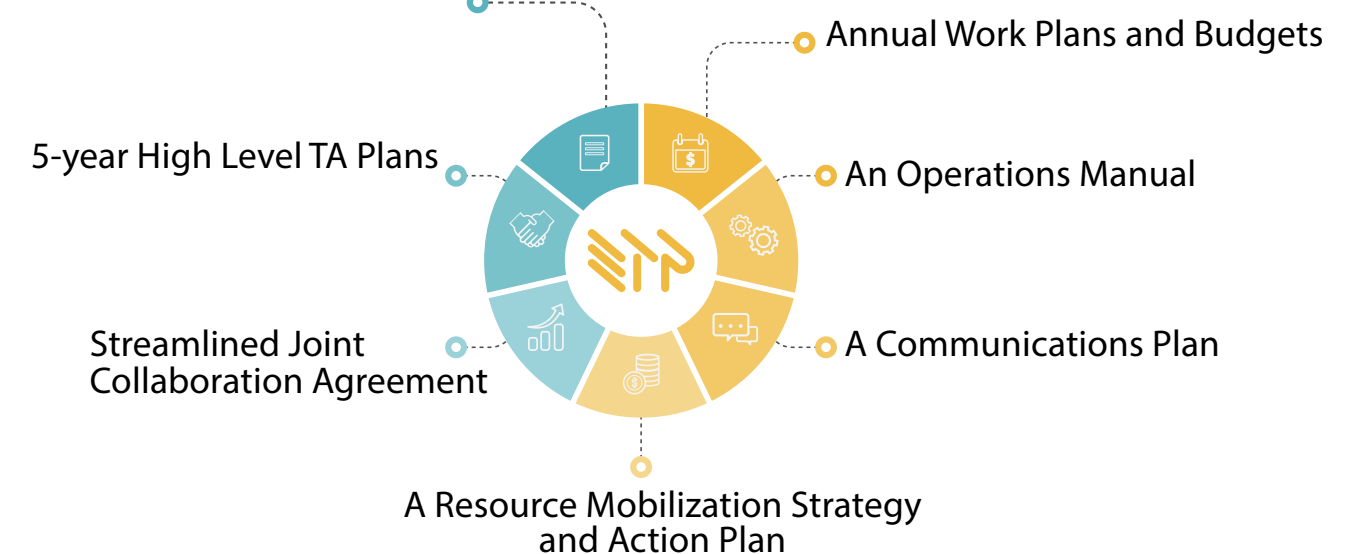 Annual Work Plans and Budgets
5-year High Level TA Plans
An Operations Manual
ETP
Streamlined Joint
Collaboration Agreement
A Communications Plan
A Resource Mobilization Strategy
and Action Plan